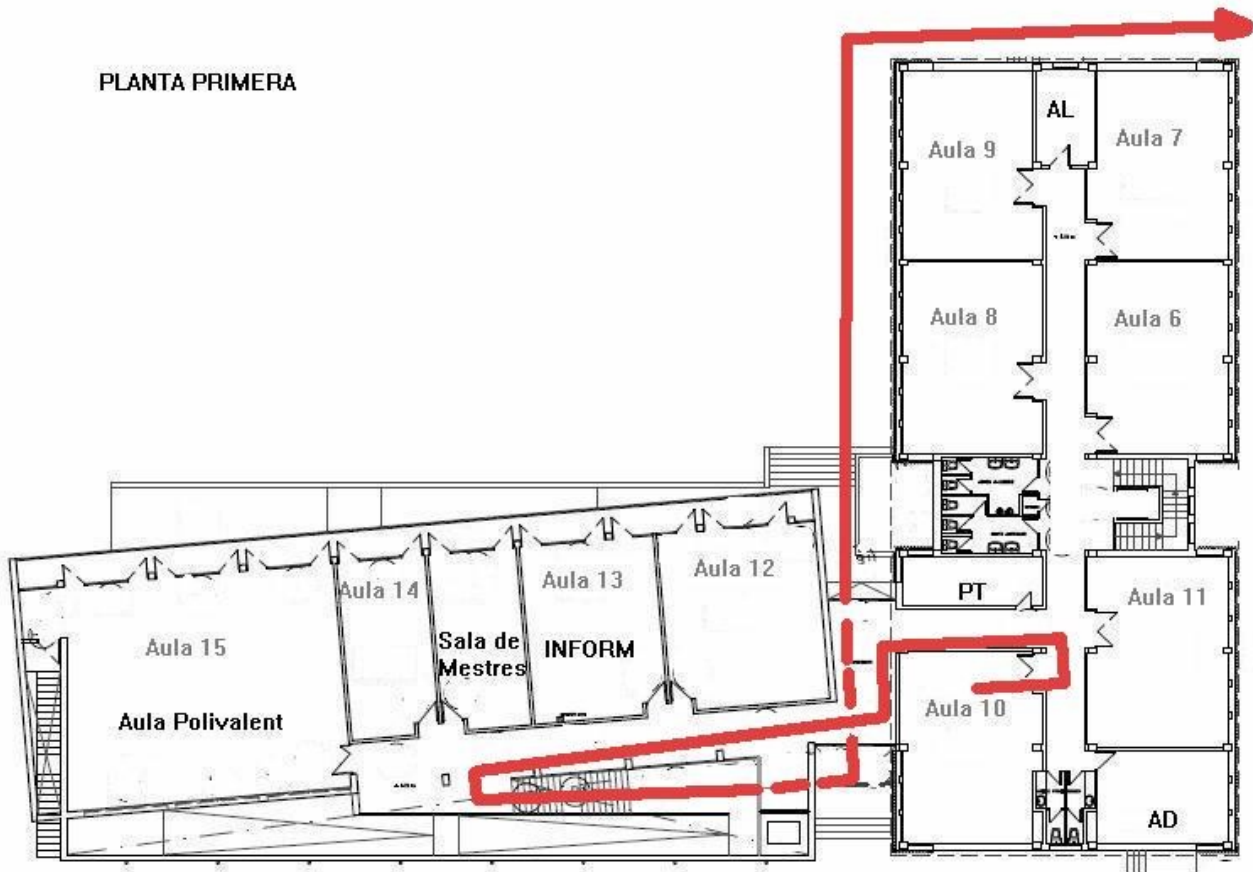 PLANTA PRIMERA
AL
Aula 9
Aula 7
Aula 8
Aula 6
Aula 14
Aula 13
Aula 12
PT
Aula 11
Aula 15
Sala de
Mestres
INFORM
Aula Polivalent
Aula 10
AD